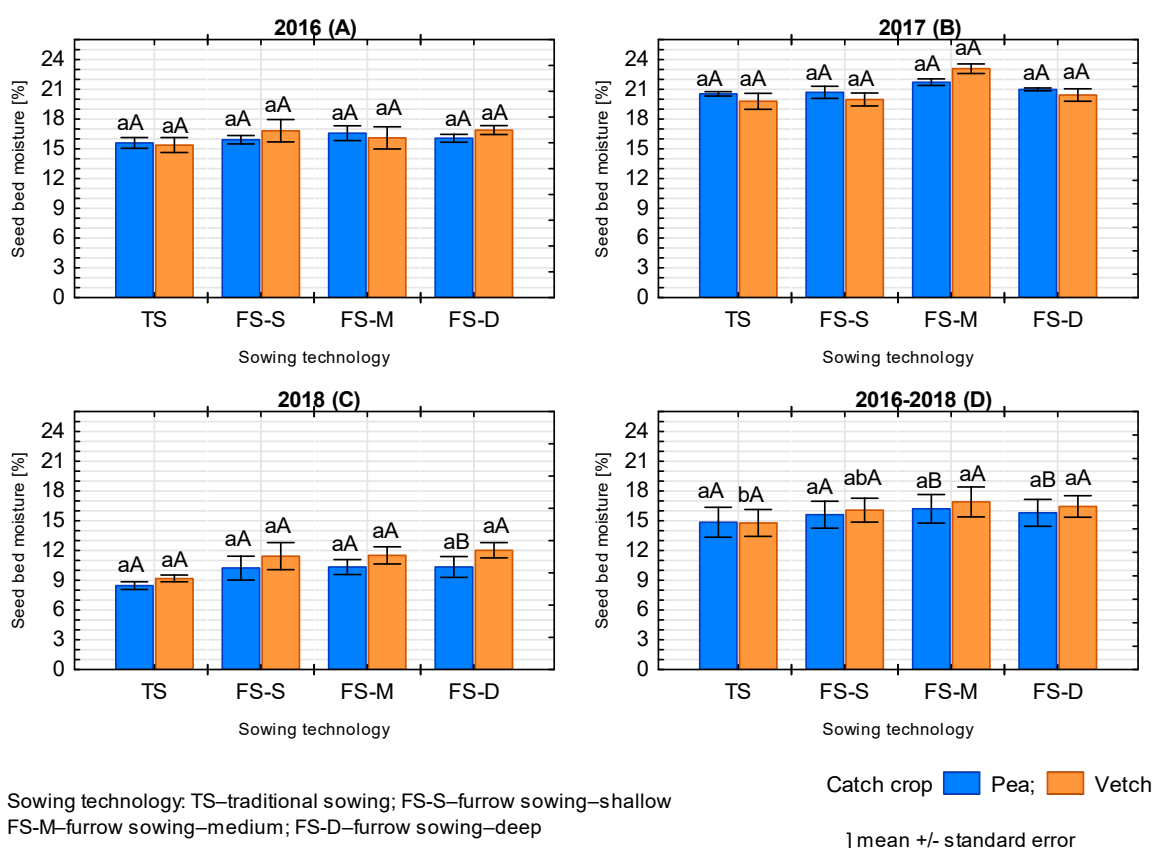 2016 (A)
Seed bed moisture [%]
24
21
18
15
12
9
6
3
0
aA aA aA aA aA aA aA aA
TS FS-S FS-M FS-D
Sowing technology
2017 (B)
Seed bed moisture [%]
24
21
18
15
12
9
6
3
0
aA aA aA aA aA aA aA aA
TS FS-S FS-M FS-D
Sowing technology
2018 (C)
Seed bed moisture [%]
24
21
18
15
12
9
6
3
0
aA aA aA aA aA aA aB aA
TS FS-S FS-M FS-D
Sowing technology
2016-2018 (D)
Seed bed moisture [%]
24
21
18
15
12
9
6
3
0
aA bA aA abA aB aA aB aA
TS FS-S FS-M FS-D
Sowing technology
Catch crop Pea; Vetch
Sowing technology: TS–traditional sowing; FS-S–furrow sowing–shallow
FS-M–furrow sowing–medium; FS-D–furrow sowing–deep
] mean +/- standard error